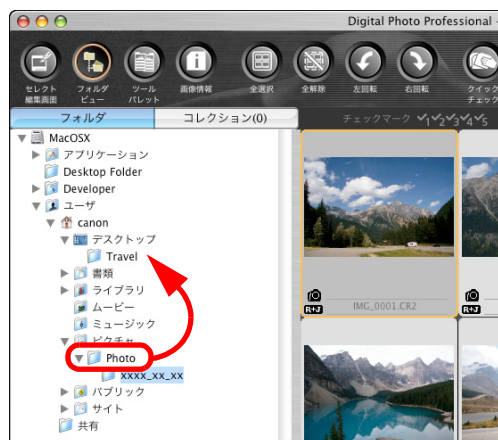 Digital Photo Professional -
セレクト編集画面
フォルダビュー
ツールパレット
画像情報
全選択
全解除
左回転
右回転
クイックチェック
フォルダ
コレクション(0)
チェックマーク 1 2 3 4 5
MacOSX
アプリケーション
Desktop Folder
Developer
ユーザ
canon
デスクトップ
Travel
書類
ライブラリ
ムービー
ミュージック
ピクチャ
Photo
xxxx_xx_xx
パブリック
サイト
共有
R+J
IMG_0001.CR2
R+J